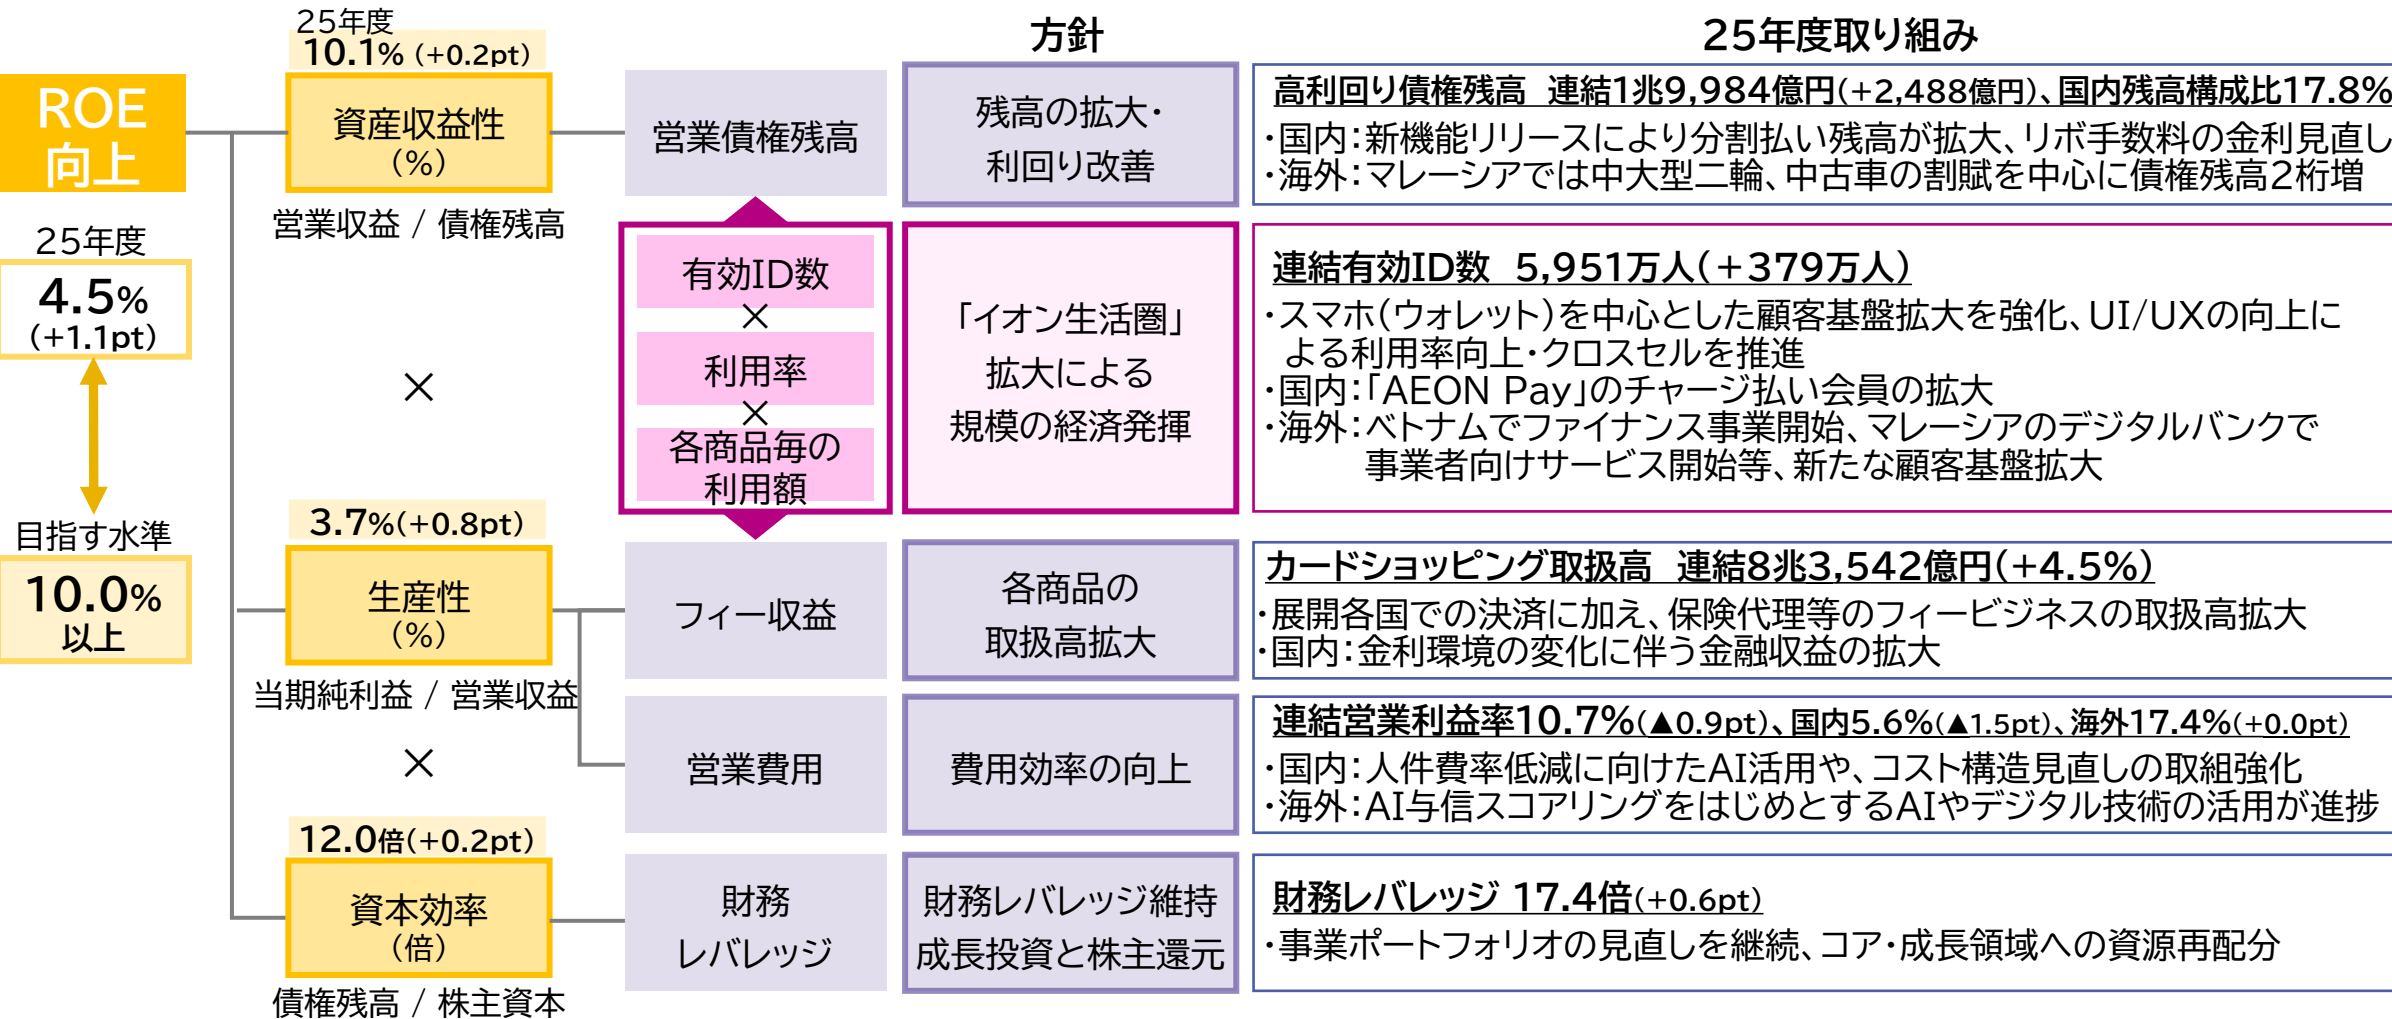 ROE
向上
25年度
4.5%
(+1.1pt)
目指す水準
10.0%
以上
25年度
10.1% (+0.2pt)
資産収益性
(%)
営業収益 / 債権残高
×
3.7%(+0.8pt)
生産性
(%)
当期純利益 / 営業収益
×
12.0倍(+0.2pt)
資本効率
(倍)
債権残高 / 株主資本
営業債権残高
有効ID数
×
利用率
×
各商品毎の
利用額
フィー収益
営業費用
財務
レバレッジ
方針
残高の拡大・
利回り改善
「イオン生活圏」
拡大による
規模の経済発揮
各商品の
取扱高拡大
費用効率の向上
財務レバレッジ維持
成長投資と株主還元
25年度取り組み
高利回り債権残高 連結1兆9,984億円(+2,488億円)、国内残高構成比17.8%
・国内：新機能リリースにより分割払い残高が拡大、リボ手数料の金利見直し
・海外：マレーシアでは中大型二輪、中古車の割賦を中心に債権残高2桁増
連結有効ID数 5,951万人(+379万人)
・スマホ(ウォレット)を中心とした顧客基盤拡大を強化、UI/UXの向上に
よる利用率向上・クロスセルを推進
・国内：「AEON Pay」のチャージ払い会員の拡大
・海外：ベトナムでファイナンス事業開始、マレーシアのデジタルバンクで
事業者向けサービス開始等、新たな顧客基盤拡大
カードショッピング取扱高 連結8兆3,542億円(+4.5%)
・展開各国での決済に加え、保険代理等のフィービジネスの取扱高拡大
・国内：金利環境の変化に伴う金融収益の拡大
連結営業利益率10.7%(▲0.9pt)、国内5.6%(▲1.5pt)、海外17.4%(+0.0pt)
・国内：人件費率低減に向けたAI活用や、コスト構造見直しの取組強化
・海外：AI与信スコアリングをはじめとするAIやデジタル技術の活用が進捗
財務レバレッジ 17.4倍(+0.6pt)
・事業ポートフォリオの見直しを継続、コア・成長領域への資源再配分